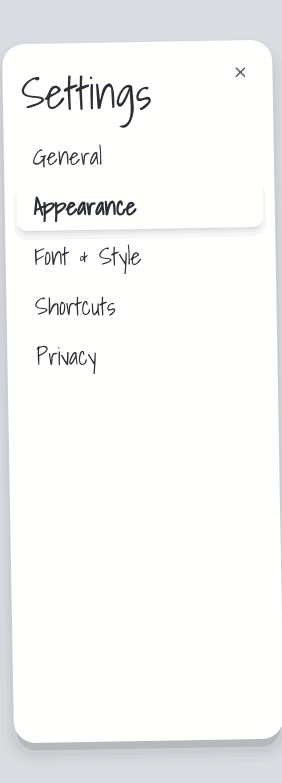 Settings
General
Appearance
Font & Style
Shortcuts
Privacy